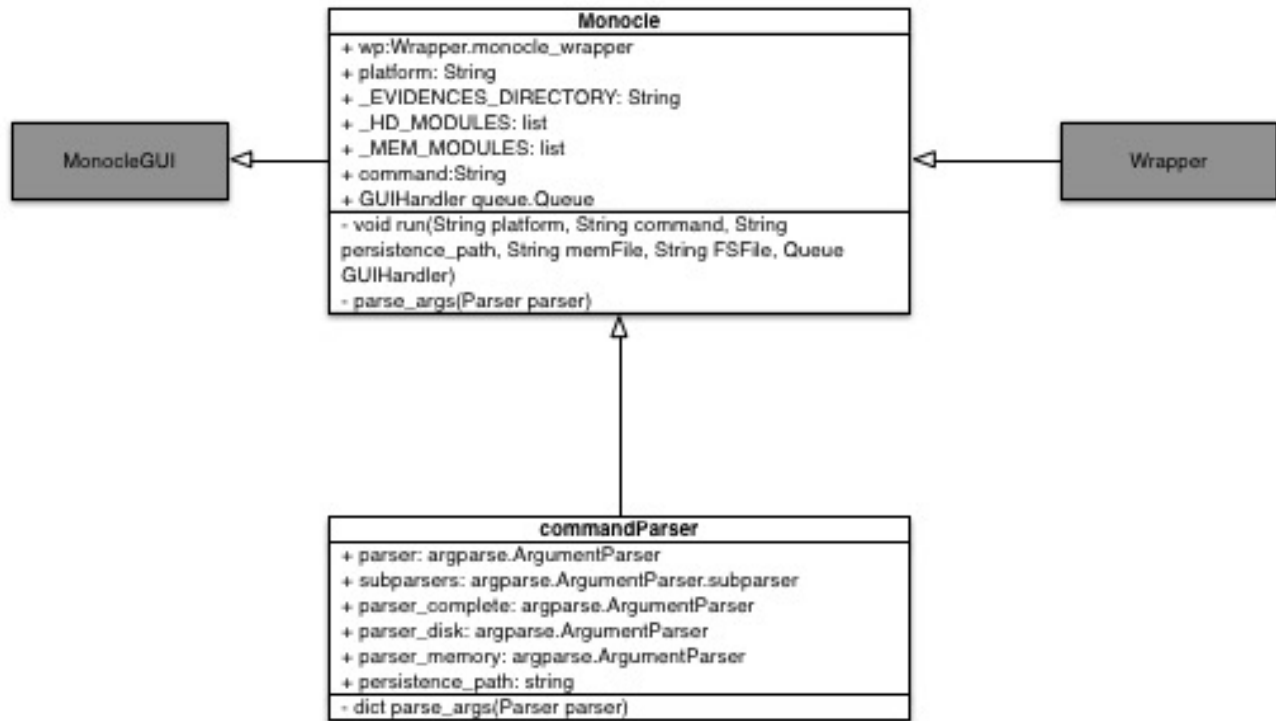 Monocle
+ wp:Wrapper.monocle_wrapper
+ platform: String
+ _EVIDENCES_DIRECTORY: String
+ _HD_MODULES: list
+ _MEM_MODULES: list
+ command:String
+ GUIHandler queue.Queue
- void run(String platform, String command, String
persistence_path, String memFile, String FSFile, Queue
GUIHandler)
- parse_args(Parser parser)
MonocleGUI
Wrapper
commandParser
+ parser: argparse.ArgumentParser
+ subparsers: argparse.ArgumentParser.subparser
+ parser_complete: argparse.ArgumentParser
+ parser_disk: argparse.ArgumentParser
+ parser_memory: argparse.ArgumentParser
+ persistence_path: string
- dict parse_args(Parser parser)